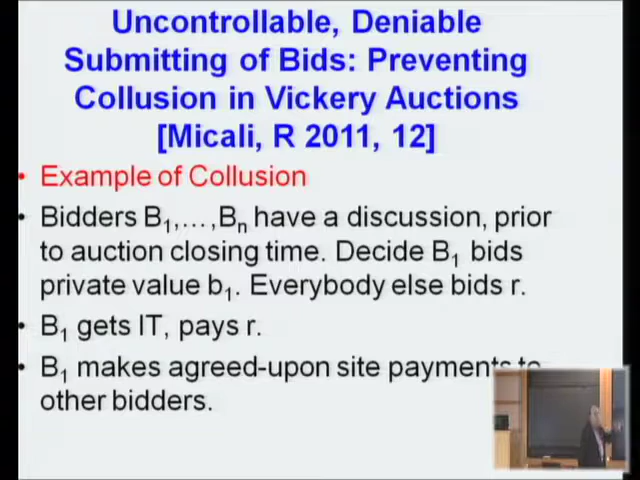 Uncontrollable, Deniable
Submitting of Bids: Preventing
Collusion in Vickery Auctions
[Micali, R 2011, 12]
• Example of Collusion
• Bidders B1,...,Bn have a discussion, prior
to auction closing time. Decide B1 bids
private value b1. Everybody else bids r.
• B1 gets IT, pays r.
• B1 makes agreed-upon site payments to
other bidders.